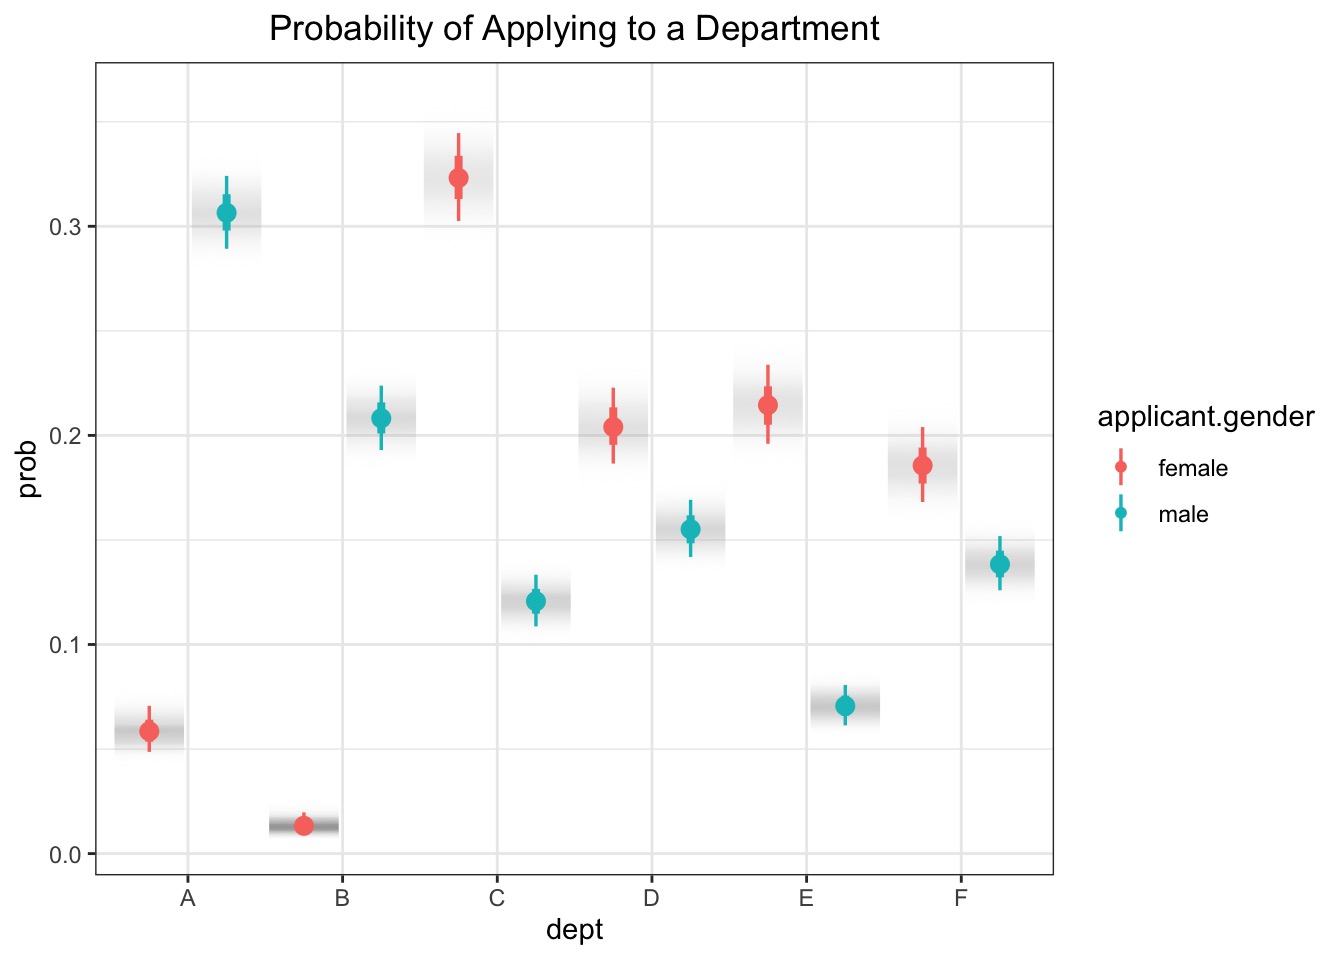 Probability of Applying to a Department
prob
0.3
0.2
0.1
0.0
A B C D E F
dept
applicant.gender
female
male